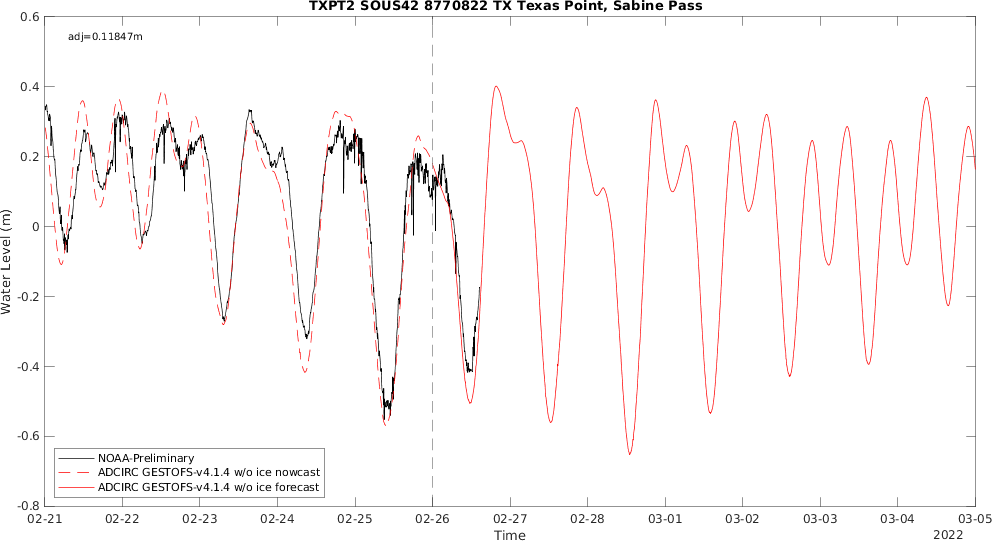 TXPT2 SOUS42 8770822 TX Texas Point, Sabine Pass
adj=0.11847m
0.6
0.4
0.2
0
-0.2
-0.4
-0.6
-0.8
Water Level (m)
NOAA-Preliminary
ADCIRC GESTOFS-v4.1.4 w/o ice nowcast
ADCIRC GESTOFS-v4.1.4 w/o ice forecast
02-21 02-22 02-23 02-24 02-25 02-26 02-27 02-28 03-01 03-02 03-03 03-04 03-05
Time
2022